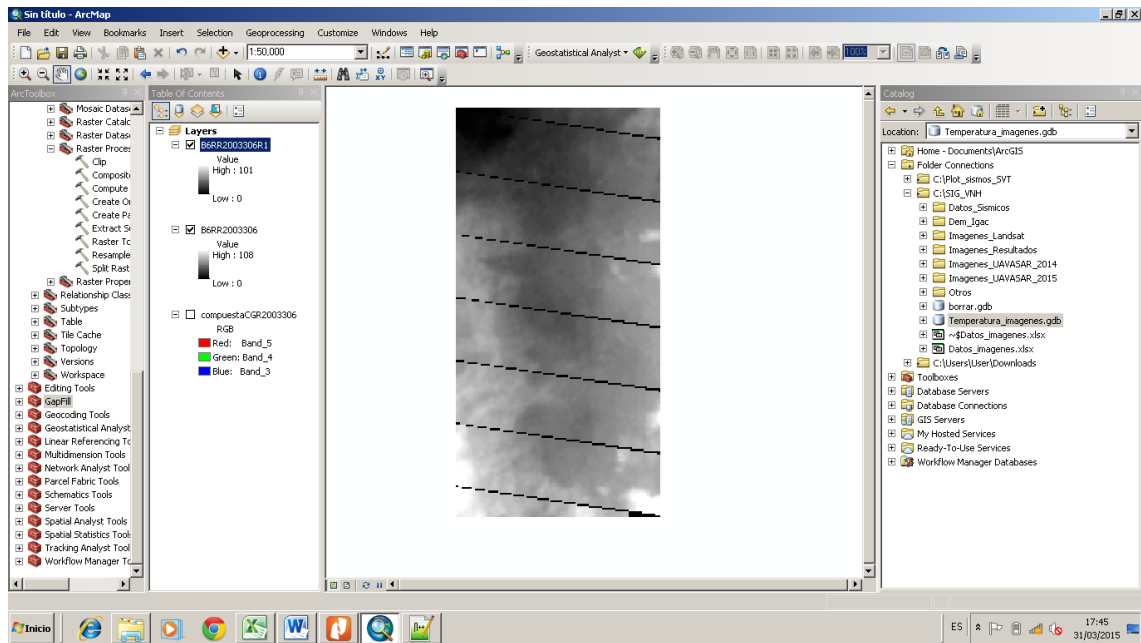 Sin título - ArcMap
File Edit View Bookmarks Insert Selection Geoprocessing Customize Windows Help
1:50,000
Geostatistical Analyst
100%
ArcToolbox
Mosaic Datase
Raster Catalc
Raster Datas
Raster Proces
Clip
Composit
Compute
Create O
Create Pa
Extract S
Raster Tc
Resample
Split Rast
Raster Proper
Relationship Class
Subtypes
Table
Tile Cache
Topology
Versions
Workspace
Editing Tools
GapFill
Geocoding Tools
Geostatistical Analyst
Linear Referencing To
Multidimension Tools
Network Analyst Tool
Parcel Fabric Tools
Schematics Tools
Server Tools
Spatial Analyst Tools
Spatial Statistics Tool
Tracking Analyst Tool
Workflow Manager To
Table Of Contents
Layers
B6RR2003306R1
Value
High : 101
Low : 0
B6RR2003306
Value
High : 108
Low : 0
compuestaCGR2003306
RGB
Red: Band_5
Green: Band_4
Blue: Band_3
Catalog
Location: Temperatura_imagenes.gdb
Home - Documents\ArcGIS
Folder Connections
C:\Plot_sismos_SVT
C:\SIG_VNH
Datos_Sismicos
Dem_Igac
Imagenes_Landsat
Imagenes_Resultados
Imagenes_UAVASAR_2014
Imagenes_UAVASAR_2015
Otros
borrar.gdb
Temperatura_imagenes.gdb
~$Datos_imagenes.xlsx
Datos_imagenes.xlsx
C:\Users\User\Downloads
Toolboxes
Database Servers
Database Connections
GIS Servers
My Hosted Services
Ready-To-Use Services
Workflow Manager Databases
Inicio
ES
17:45
31/03/2015